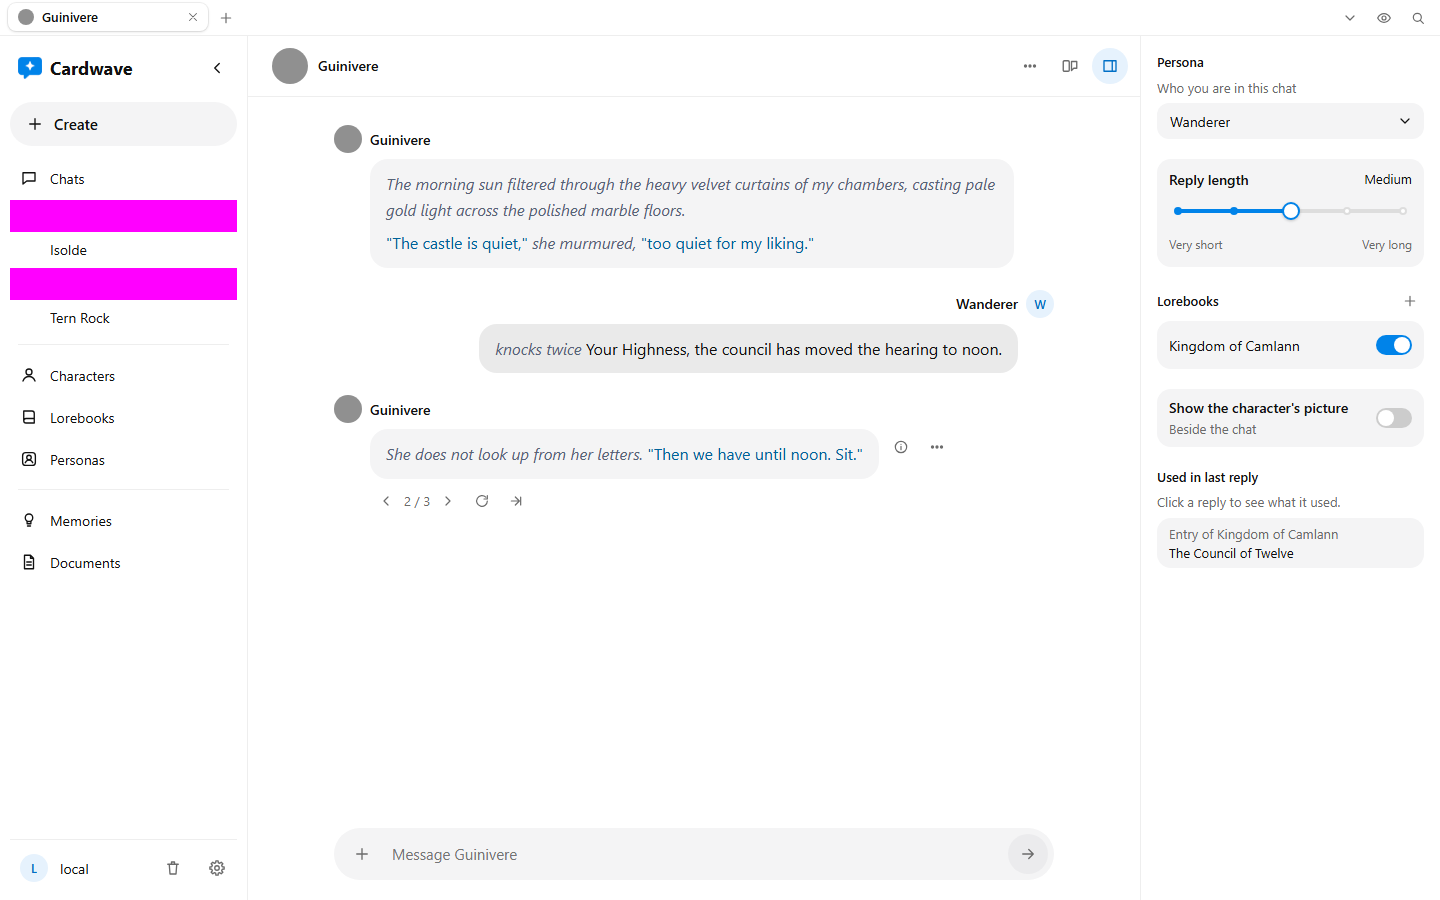 Guinivere
Cardwave
Create
Chats
Isolde
Tern Rock
Characters
Lorebooks
Personas
Memories
Documents
L
local
Guinivere
Guinivere
The morning sun filtered through the heavy velvet curtains of my chambers, casting pale
gold light across the polished marble floors.
"The castle is quiet," she murmured, "too quiet for my liking."
Wanderer
W
knocks twice Your Highness, the council has moved the hearing to noon.
Guinivere
She does not look up from her letters. "Then we have until noon. Sit."
2 / 3
Message Guinivere
Persona
Who you are in this chat
Wanderer
Reply length
Medium
Very short
Very long
Lorebooks
Kingdom of Camlann
Show the character's picture
Beside the chat
Used in last reply
Click a reply to see what it used.
Entry of Kingdom of Camlann
The Council of Twelve